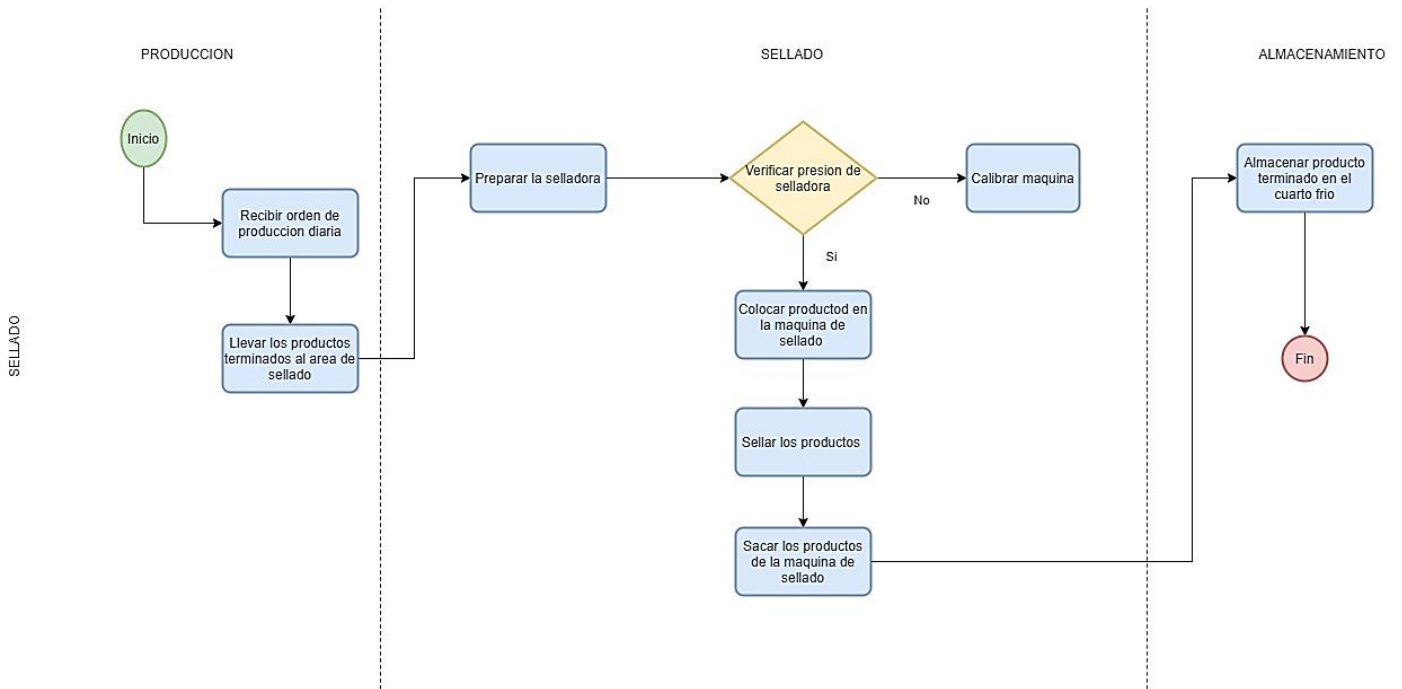 PRODUCCION
SELLADO
ALMACENAMIENTO
Inicio
Recibir orden de
produccion diaria
Llevar los productos
terminados al area de
sellado
Preparar la selladora
Verificar presion de
selladora
No
Calibrar maquina
Si
Colocar productod en
la maquina de
sellado
Sellar los productos
Sacar los productos
de la maquina de
sellado
Almacenar producto
terminado en el
cuarto frio
Fin
SELLADO